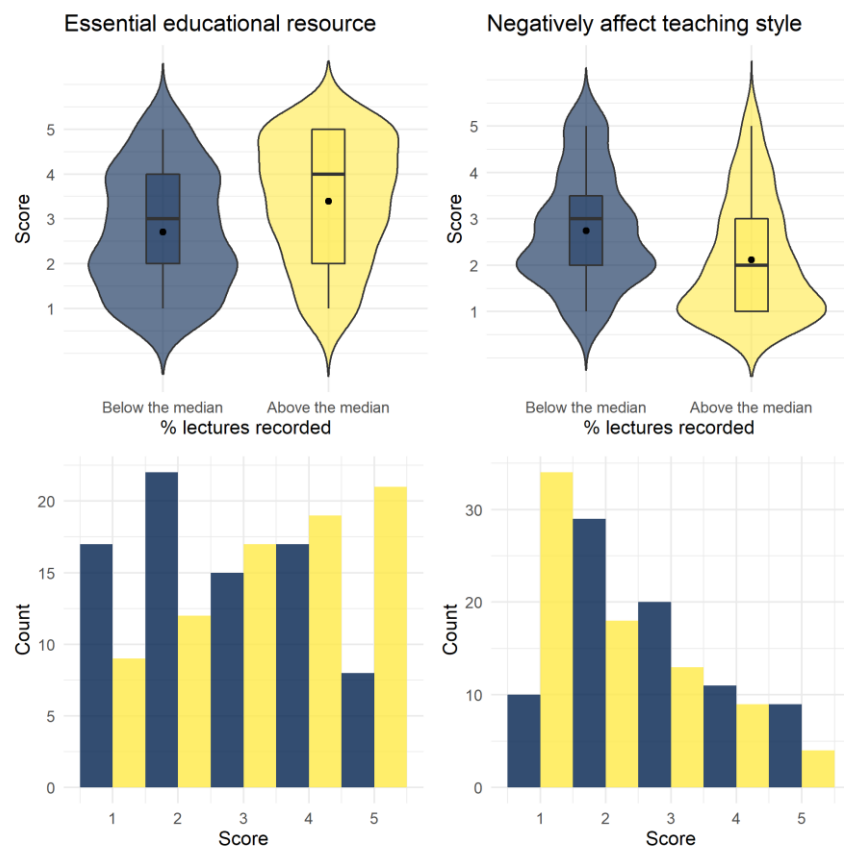 Essential educational resource
Negatively affect teaching style
Score
5
4
3
2
1
Below the median
Above the median
% lectures recorded
Score
5
4
3
2
1
Below the median
Above the median
% lectures recorded
Count
20
15
10
5
0
1
2
3
4
5
Score
Count
30
20
10
0
1
2
3
4
5
Score